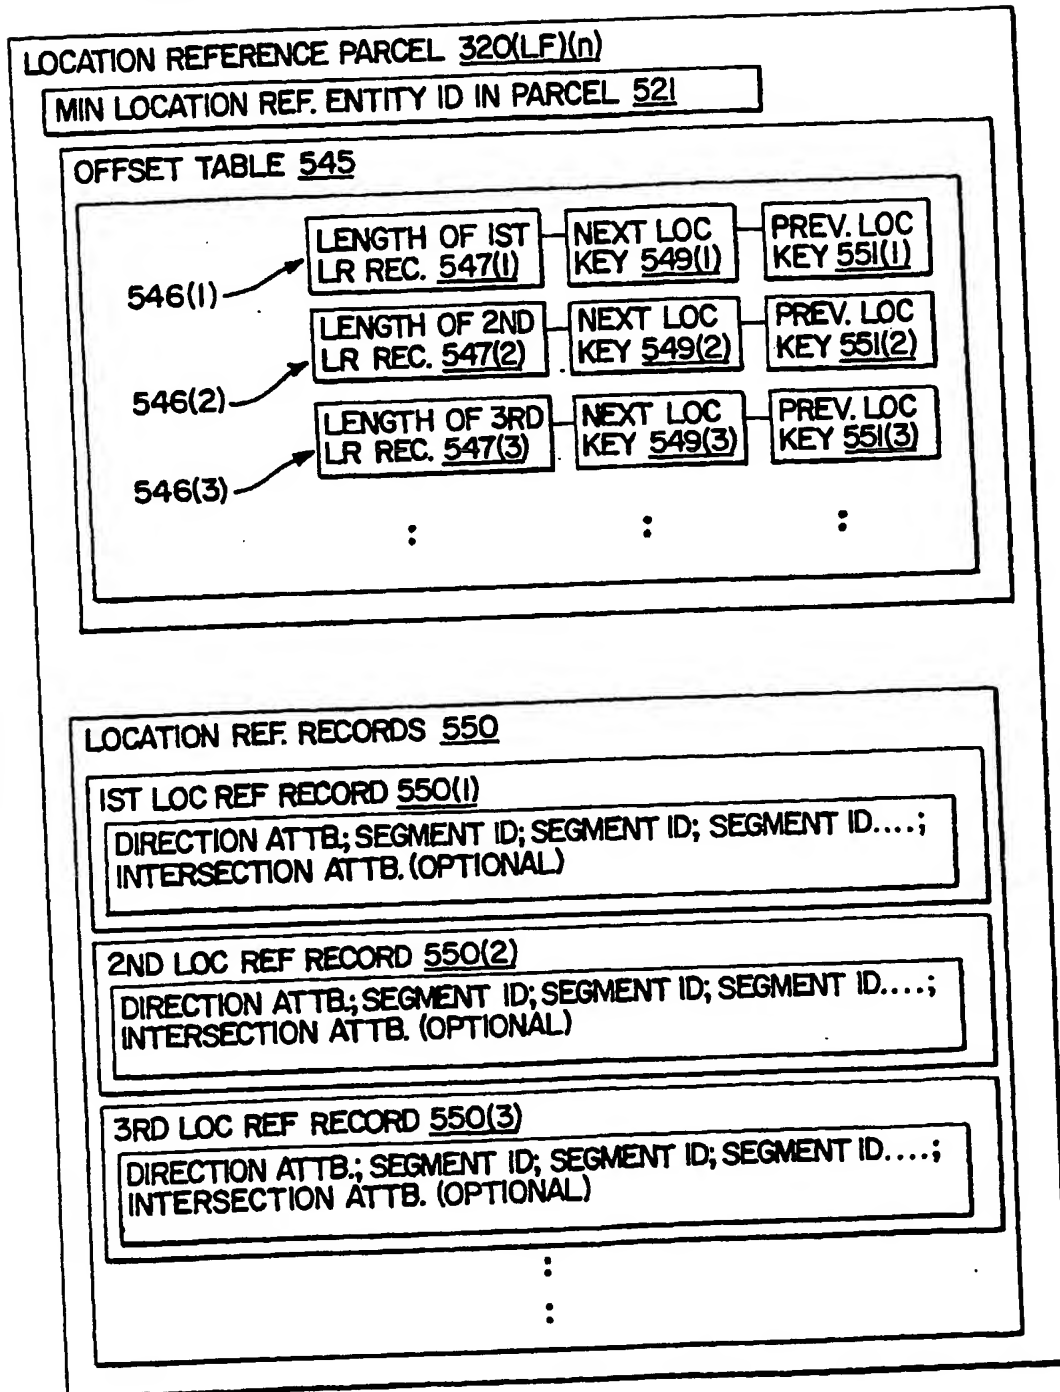 LOCATION REFERENCE PARCEL 320(LF)(n)
MIN LOCATION REF. ENTITY ID IN PARCEL 521
OFFSET TABLE 545
LENGTH OF 1ST LR REC. 547(1)
NEXT LOC KEY 549(1)
PREV. LOC KEY 551(1)
546(1)
LENGTH OF 2ND LR REC. 547(2)
NEXT LOC KEY 549(2)
PREV. LOC KEY 551(2)
546(2)
LENGTH OF 3RD LR REC. 547(3)
NEXT LOC KEY 549(3)
PREV. LOC KEY 551(3)
546(3)
LOCATION REF. RECORDS 550
1ST LOC REF RECORD 550(1)
DIRECTION ATTB.; SEGMENT ID; SEGMENT ID; SEGMENT ID....;
INTERSECTION ATTB. (OPTIONAL)
2ND LOC REF RECORD 550(2)
DIRECTION ATTB.; SEGMENT ID; SEGMENT ID; SEGMENT ID....;
INTERSECTION ATTB. (OPTIONAL)
3RD LOC REF RECORD 550(3)
DIRECTION ATTB.; SEGMENT ID; SEGMENT ID; SEGMENT ID....;
INTERSECTION ATTB. (OPTIONAL)